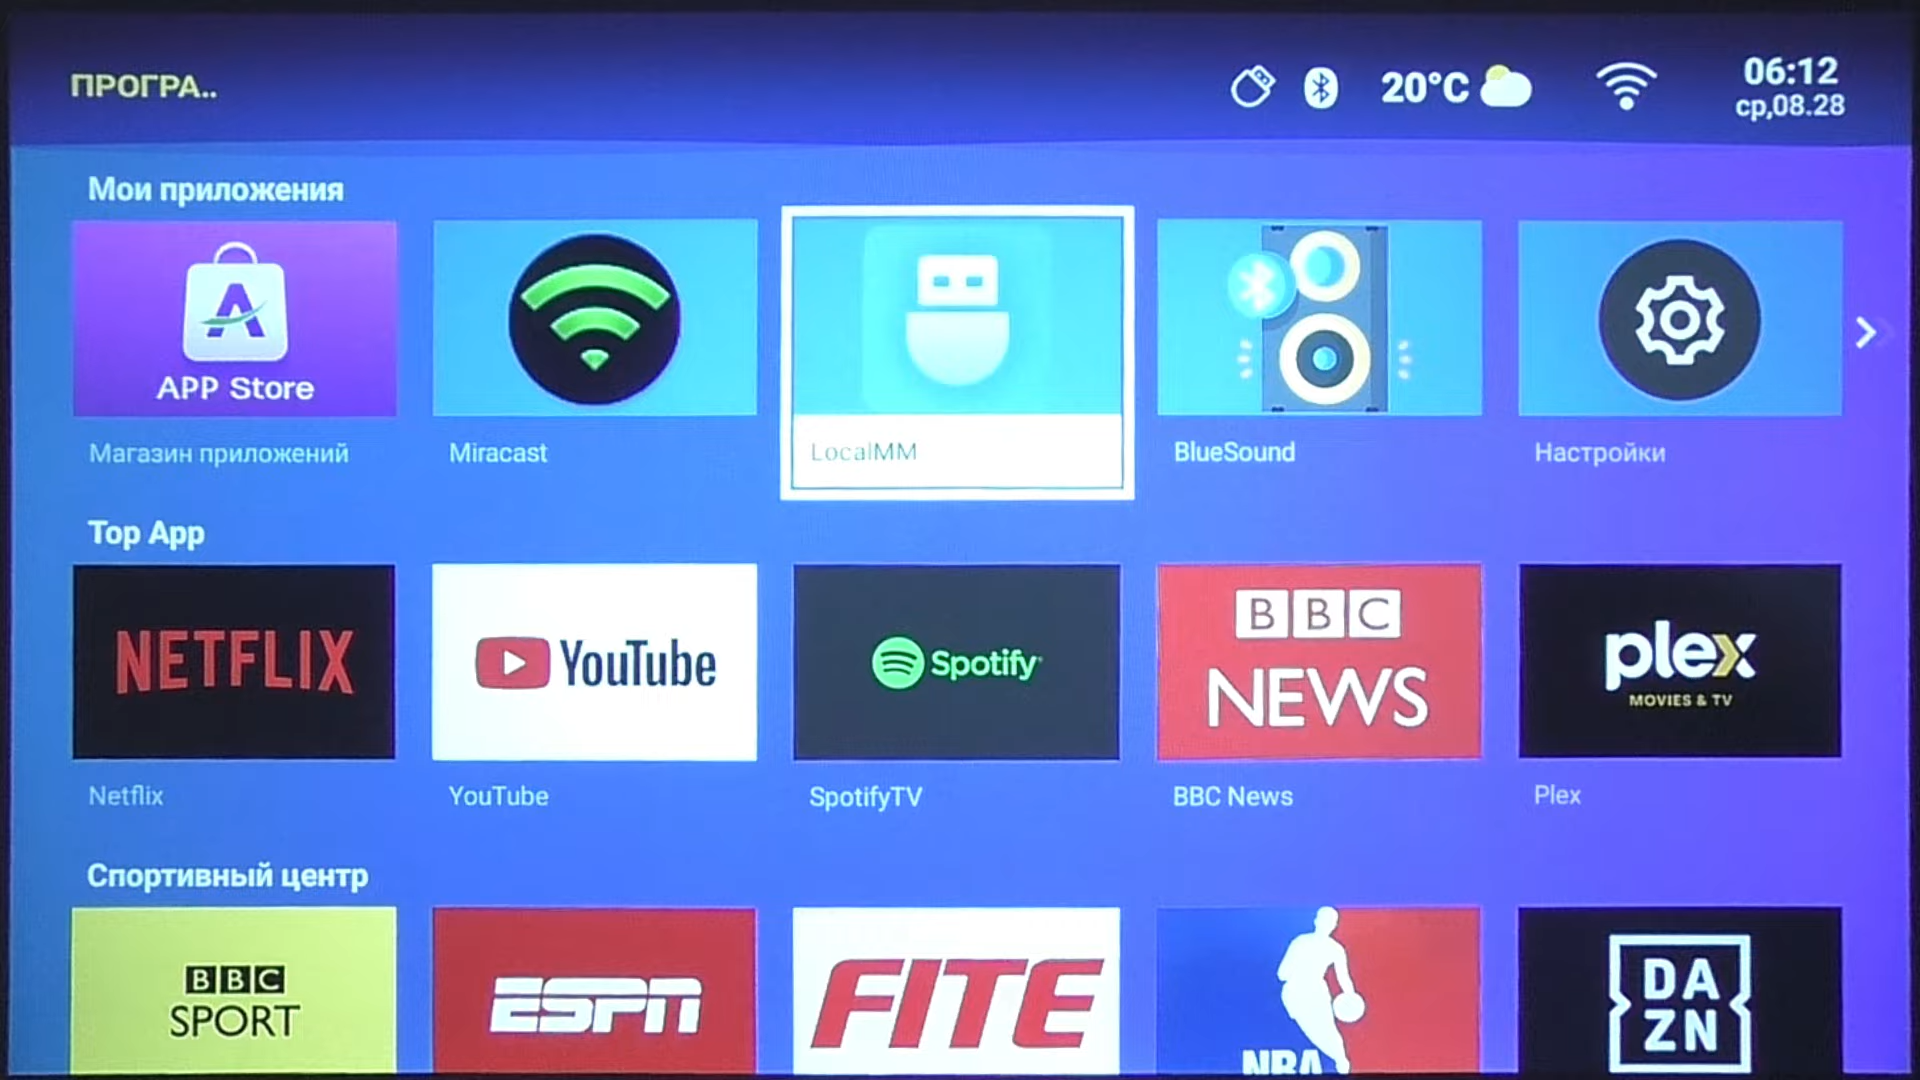 ПРОГРА..
20°C
06:12
ср,08.28
Мои приложения
A
APP Store
Магазин приложений
Miracast
LocalMM
BlueSound
Настройки
Top App
NETFLIX
YouTube
Spotify
BBC
NEWS
plex
MOVIES & TV
Netflix
YouTube
SpotifyTV
BBC News
Plex
Спортивный центр
BBC
SPORT
ESPN
FITE
NBA
DA
ZN